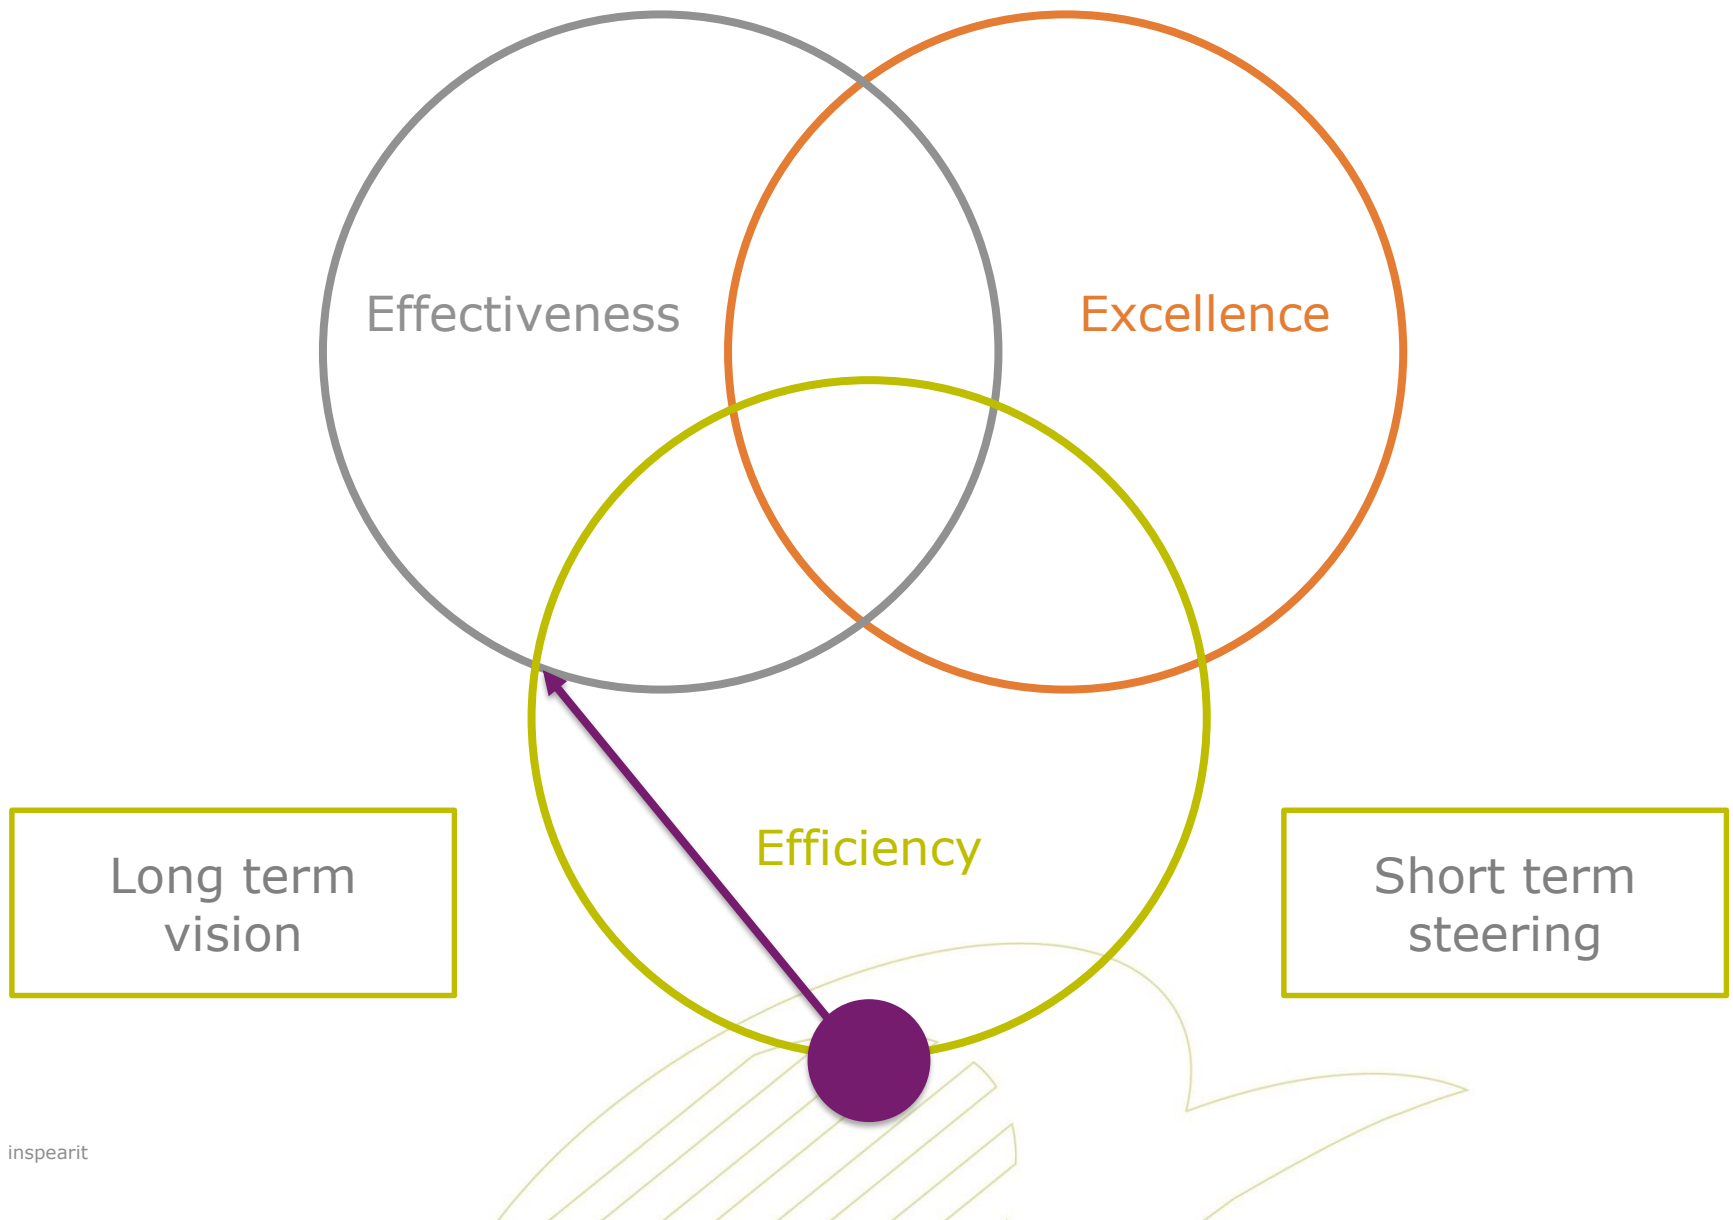 Effectiveness
Excellence
Efficiency
Long term
vision
Short term
steering
inspearit